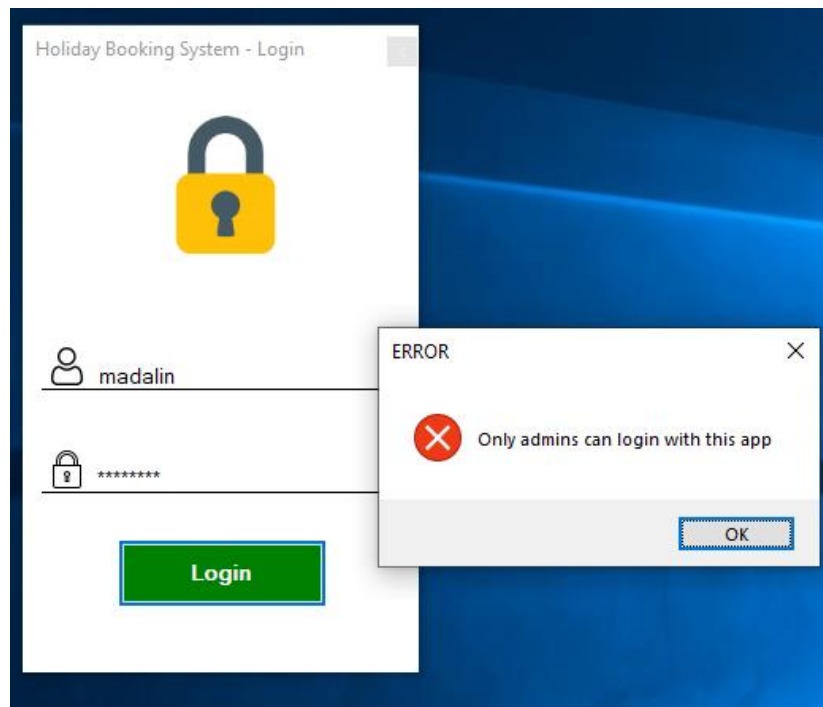 Holiday Booking System - Login
madalin
********
Login
ERROR
Only admins can login with this app
OK